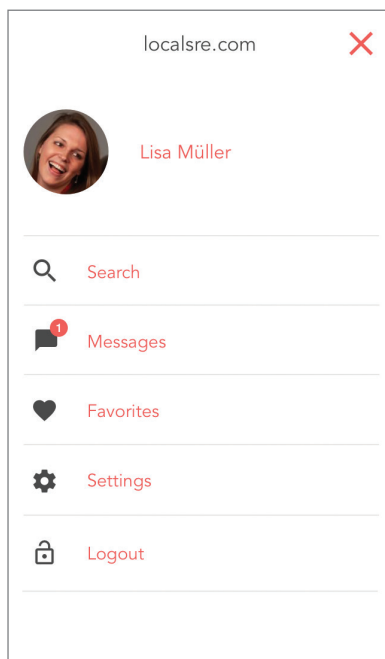 localsre.com
Lisa Müller
Search
1
Messages
Favorites
Settings
Logout